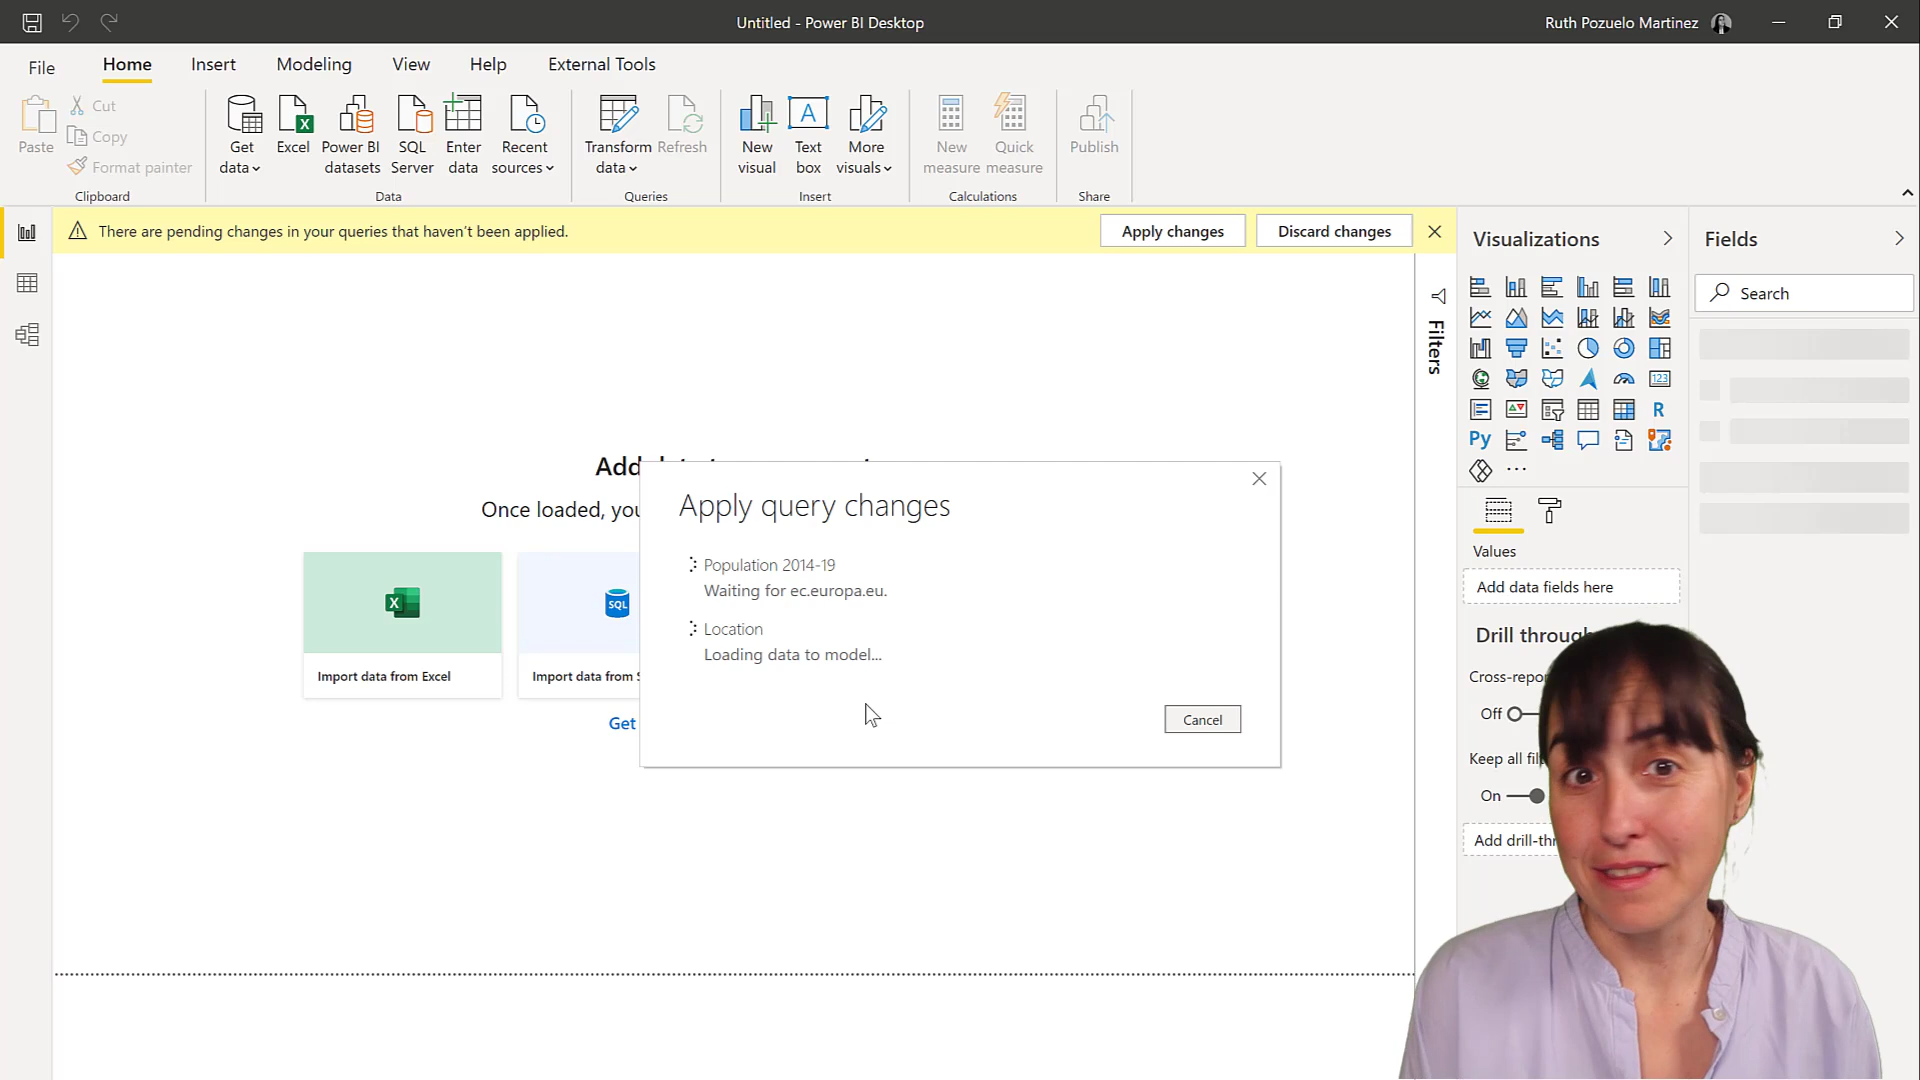 Untitled - Power BI Desktop
Ruth Pozuelo Martinez
File
Home
Insert
Modeling
View
Help
External Tools
Paste
Cut
Copy
Format painter
Clipboard
Get
data
Excel
Power BI
datasets
SQL
Server
Enter
data
Recent
sources
Data
Transform
data
Refresh
Queries
New
visual
A
Text
box
More
visuals
Insert
New
measure
Quick
measure
Calculations
Publish
Share
There are pending changes in your queries that haven't been applied.
Apply changes
Discard changes
Filters
Add
Once loaded, you
X
Import data from Excel
SQL
Import data from S
Get
Apply query changes
Population 2014-19
Waiting for ec.europa.eu.
Location
Loading data to model...
Cancel
Visualizations
123
R
Py
Values
Add data fields here
Drill through
Cross-repo
Off
Keep all fil
On
Add drill-thr
Fields
Search